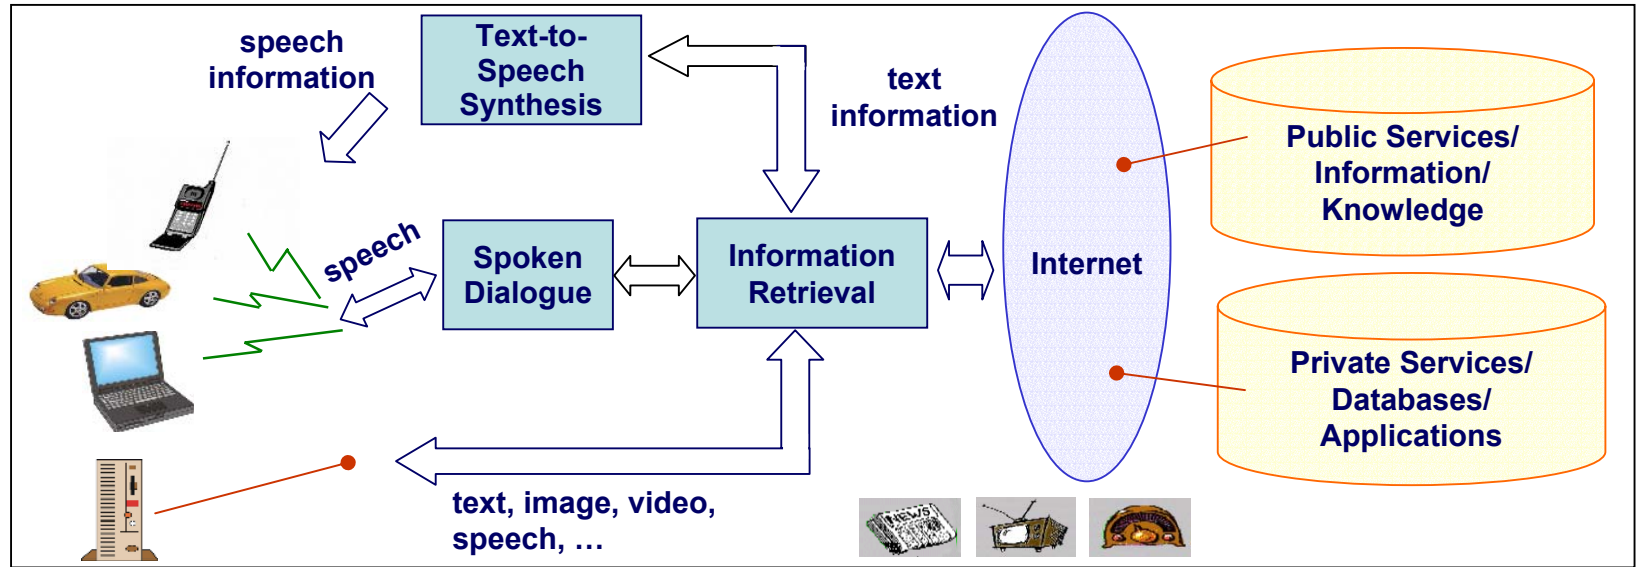 speech
information
Text-to-
Speech
Synthesis
text
information
Public Services/
Information/
Knowledge
speech
Spoken
Dialogue
Information
Retrieval
Internet
Private Services/
Databases/
Applications
text, image, video,
speech, …
NEWS